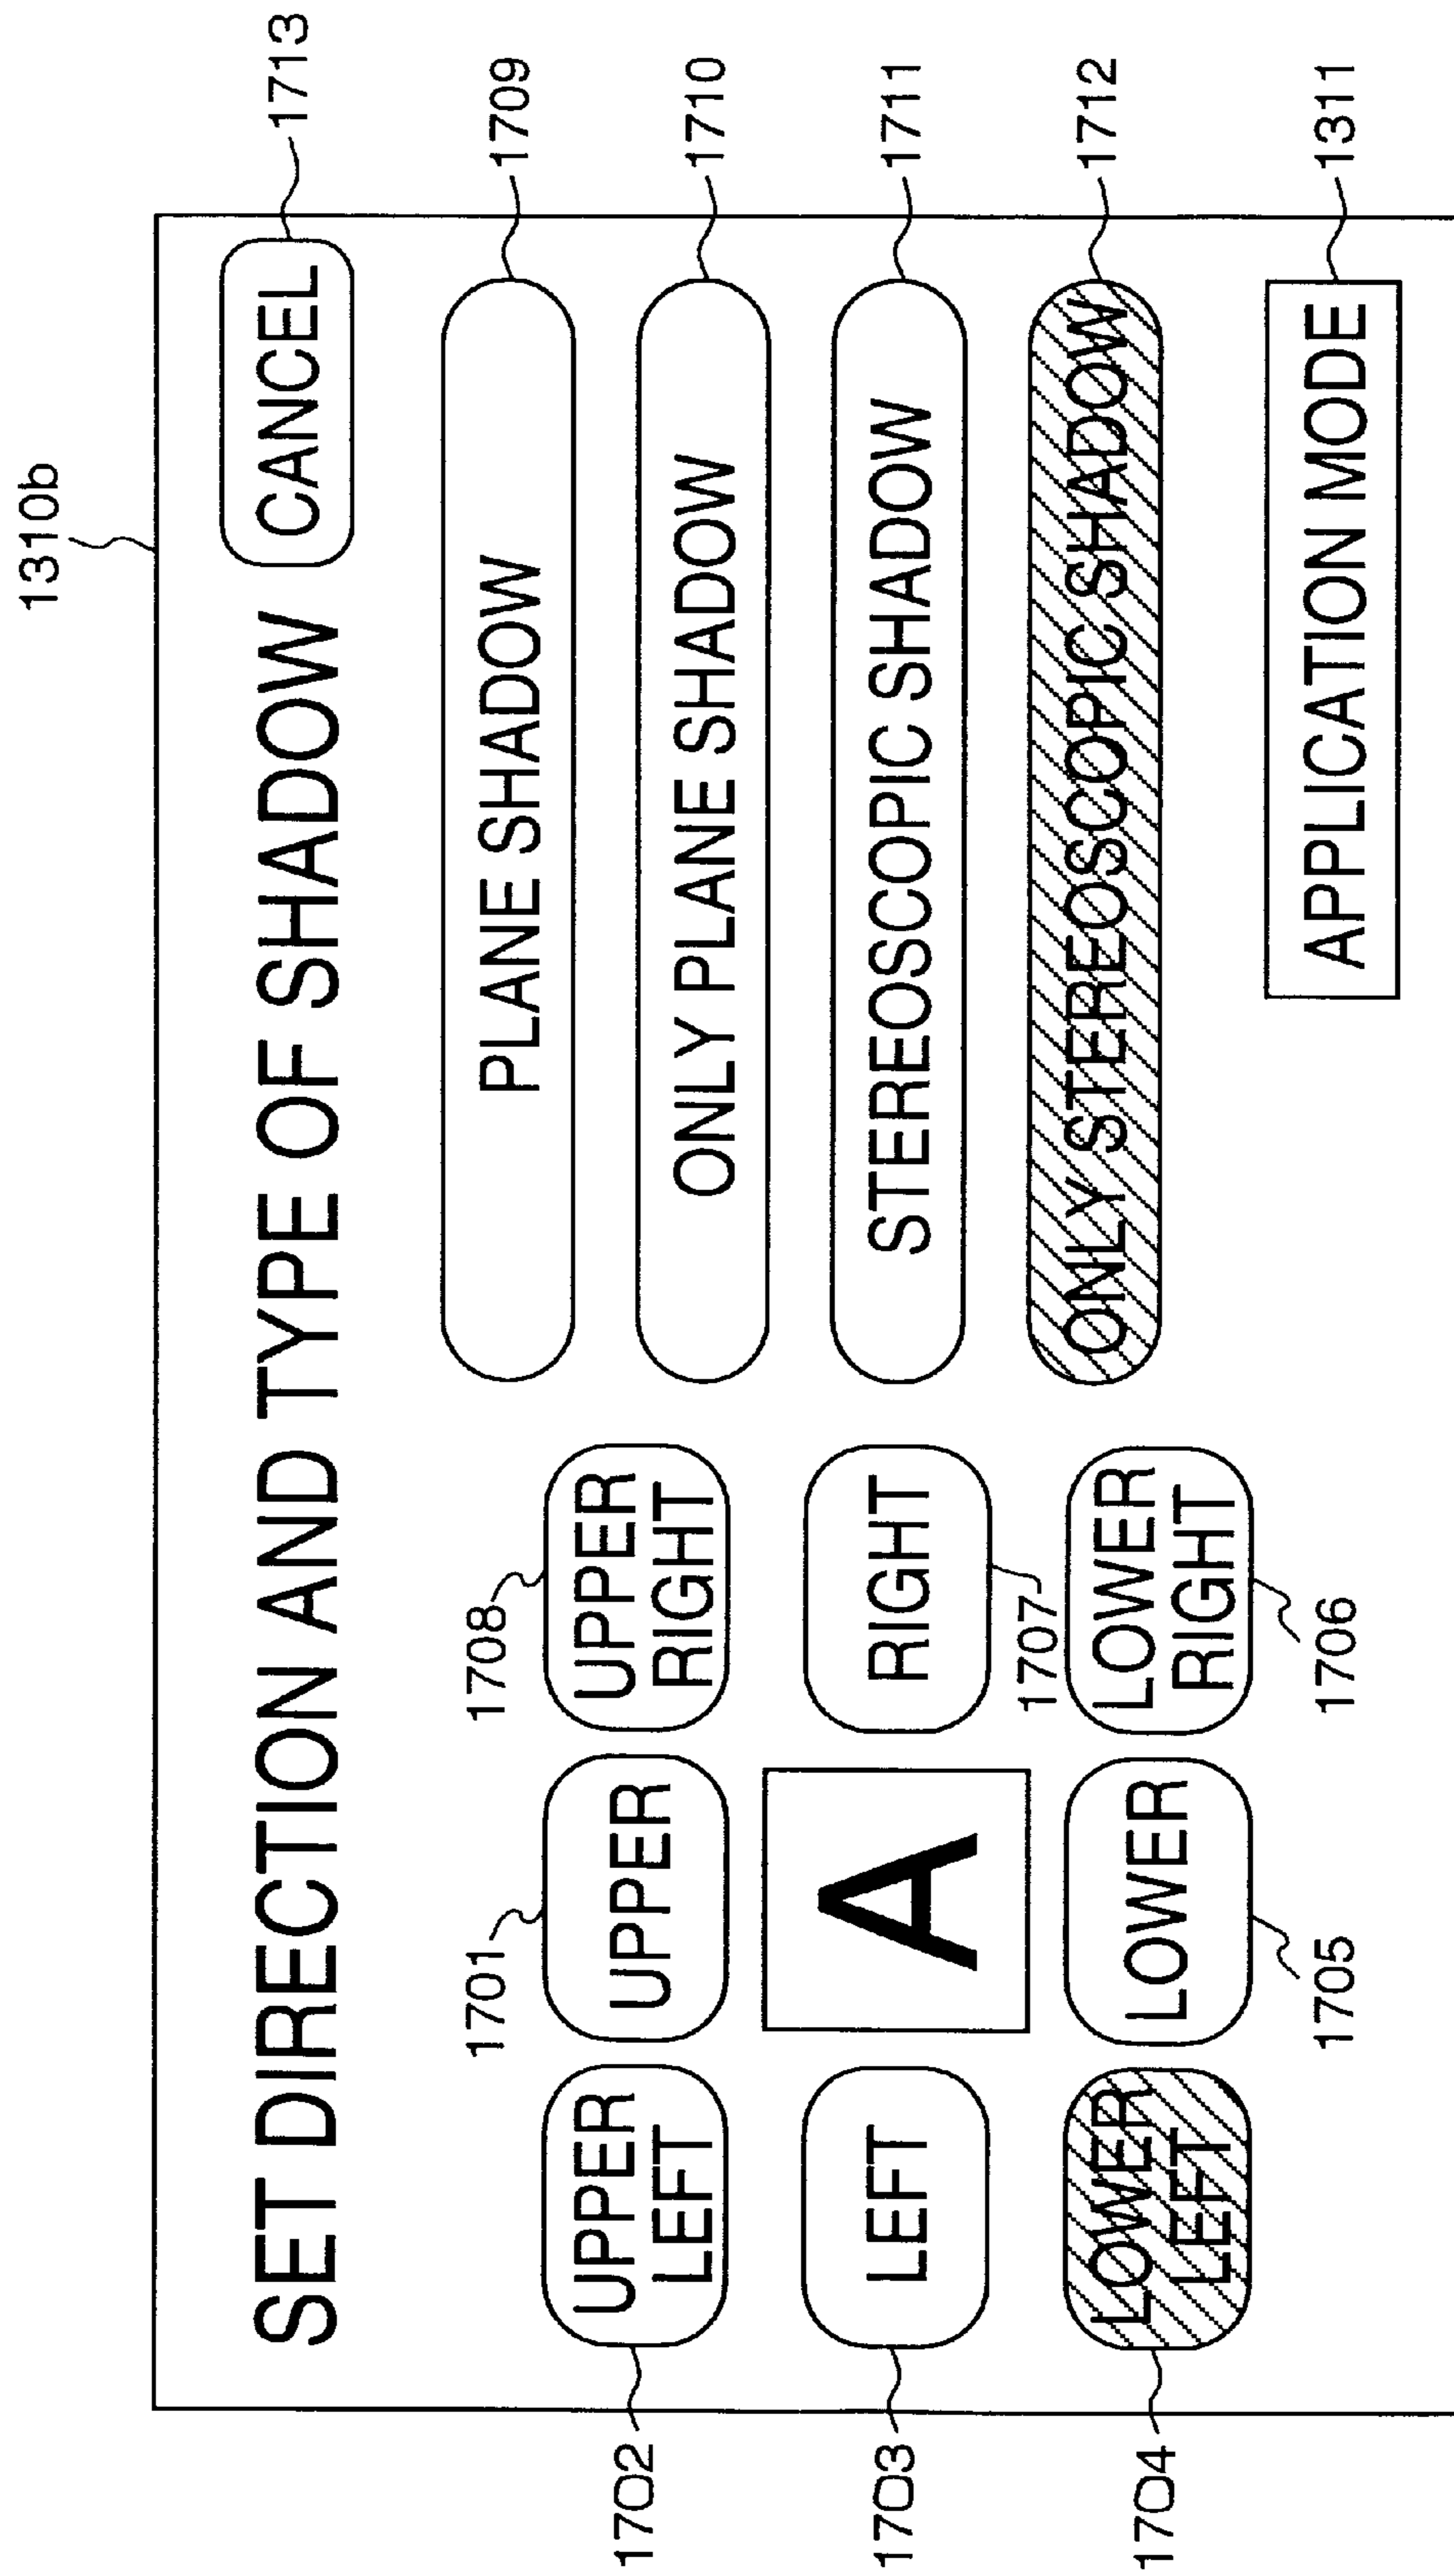 1310b
SET DIRECTION AND TYPE OF SHADOW
CANCEL
1713
1701
1708
1702
UPPER
LEFT
UPPER
UPPER
RIGHT
1703
LEFT
A
RIGHT
1707
1704
LOWER
LEFT
LOWER
1705
LOWER
RIGHT
1706
PLANE SHADOW
1709
ONLY PLANE SHADOW
1710
STEREOSCOPIC SHADOW
1711
ONLY STEREOSCOPIC SHADOW
1712
APPLICATION MODE
1311